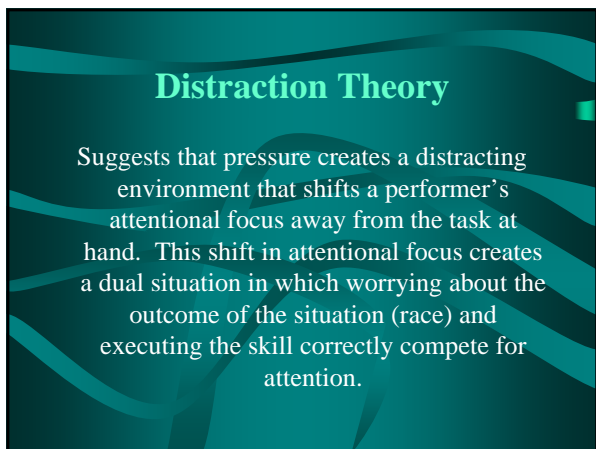 Distraction Theory
Suggests that pressure creates a distracting
environment that shifts a performer’s
attentional focus away from the task at
hand.  This shift in attentional focus creates
a dual situation in which worrying about the
outcome of the situation (race) and
executing the skill correctly compete for
attention.